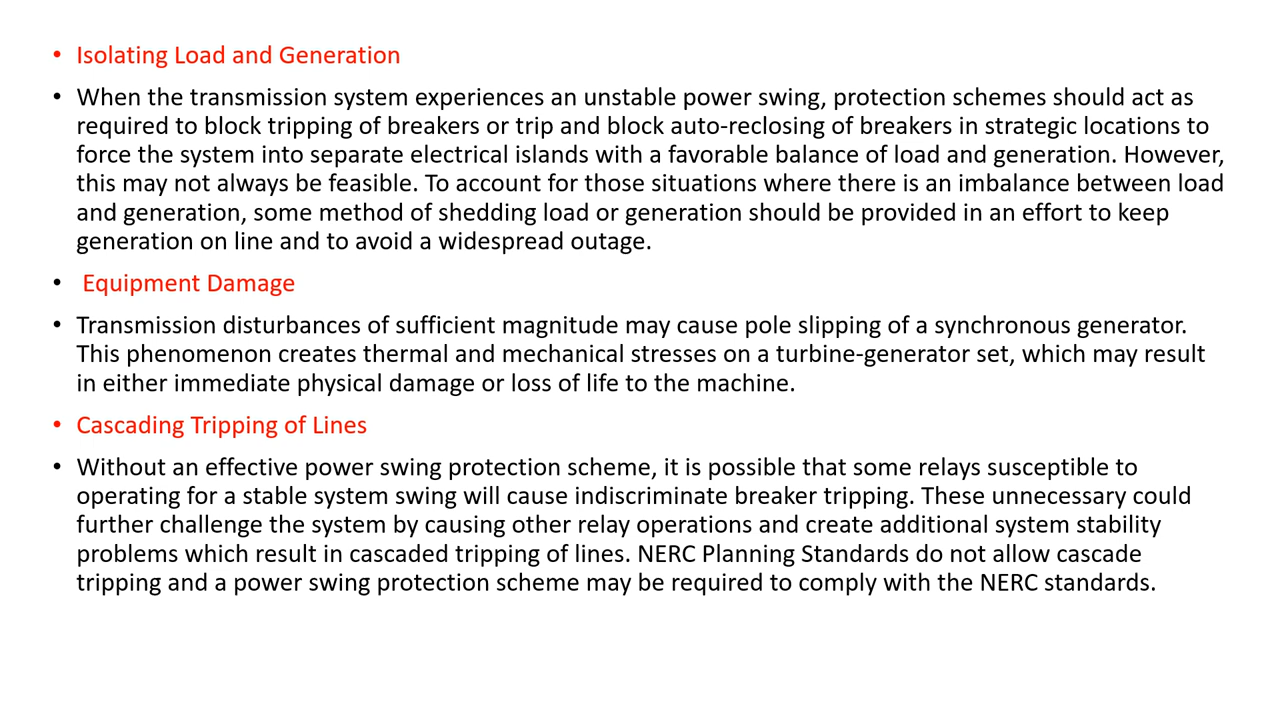 • Isolating Load and Generation
• When the transmission system experiences an unstable power swing, protection schemes should act as
required to block tripping of breakers or trip and block auto-reclosing of breakers in strategic locations to
force the system into separate electrical islands with a favorable balance of load and generation. However,
this may not always be feasible. To account for those situations where there is an imbalance between load
and generation, some method of shedding load or generation should be provided in an effort to keep
generation on line and to avoid a widespread outage.
• Equipment Damage
• Transmission disturbances of sufficient magnitude may cause pole slipping of a synchronous generator.
This phenomenon creates thermal and mechanical stresses on a turbine-generator set, which may result
in either immediate physical damage or loss of life to the machine.
• Cascading Tripping of Lines
• Without an effective power swing protection scheme, it is possible that some relays susceptible to
operating for a stable system swing will cause indiscriminate breaker tripping. These unnecessary could
further challenge the system by causing other relay operations and create additional system stability
problems which result in cascaded tripping of lines. NERC Planning Standards do not allow cascade
tripping and a power swing protection scheme may be required to comply with the NERC standards.